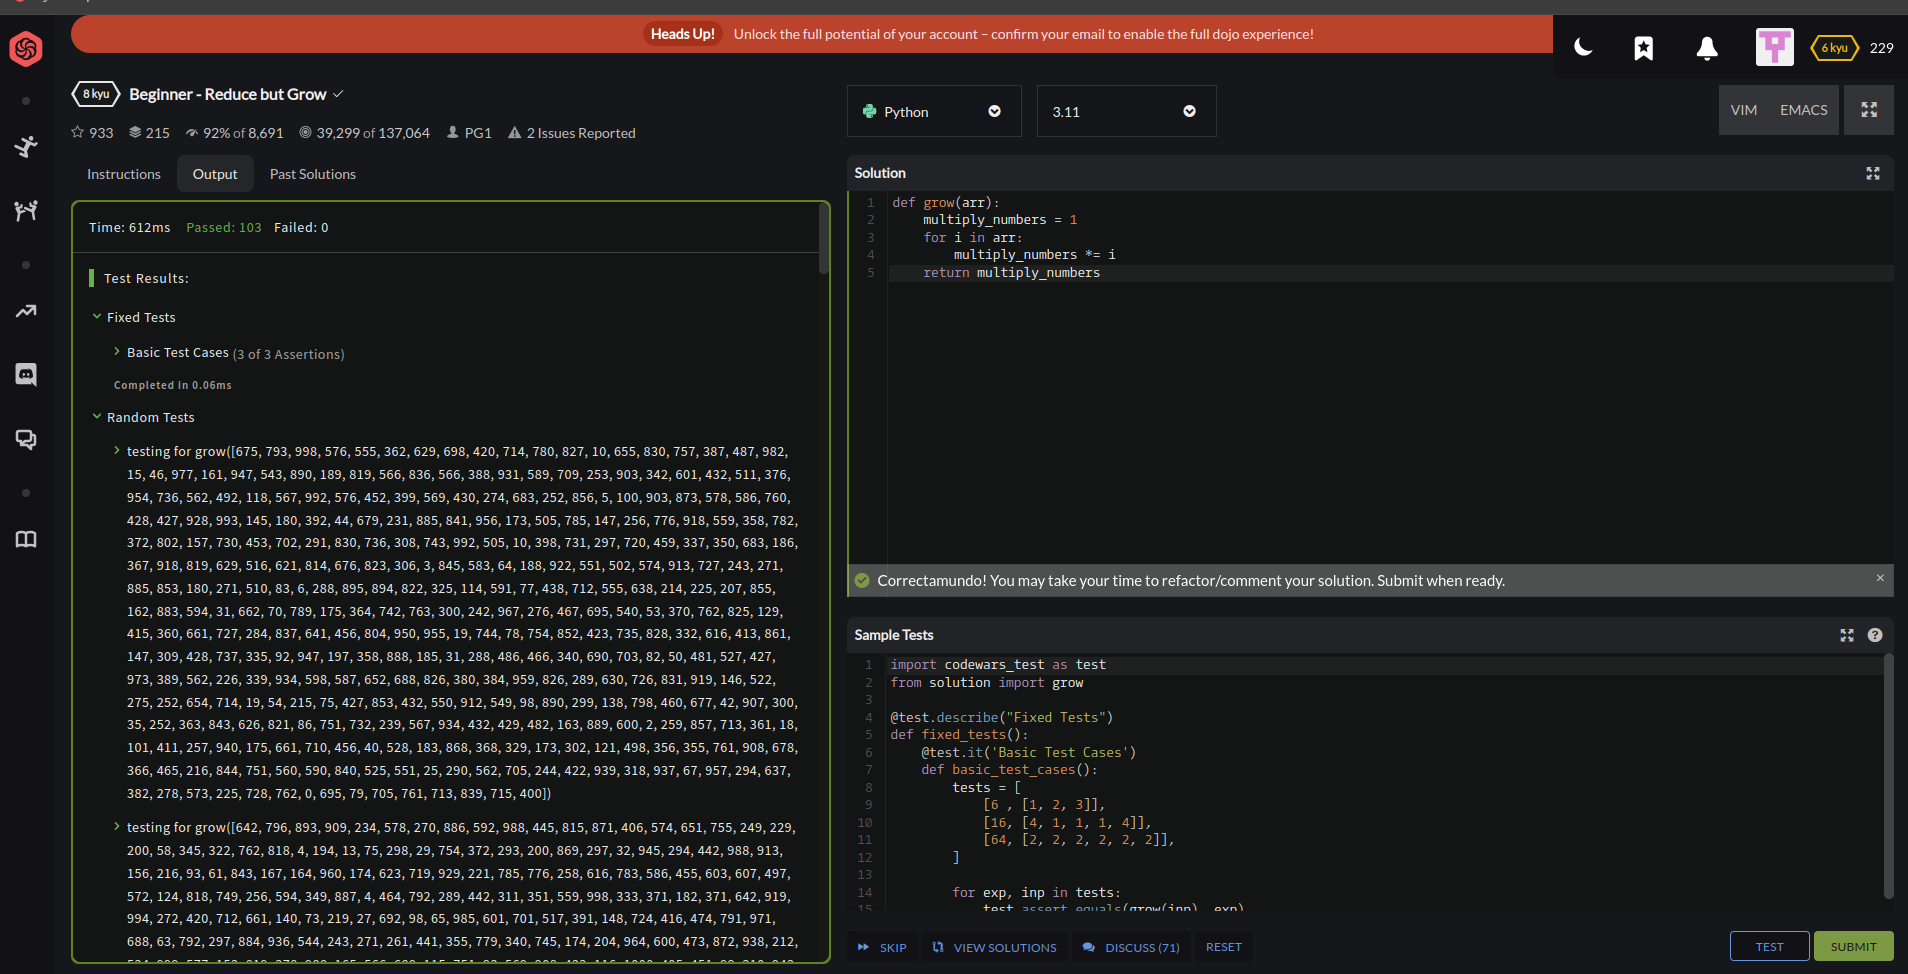 Heads Up! Unlock the full potential of your account – confirm your email to enable the full dojo experience!
6 kyu 229
8 kyu Beginner - Reduce but Grow
933 215 92% of 8,691 39,299 of 137,064 PG1 2 Issues Reported
Instructions Output Past Solutions
Time: 612ms Passed: 103 Failed: 0
Test Results:
Fixed Tests
Basic Test Cases (3 of 3 Assertions)
Completed in 0.06ms
Random Tests
testing for grow([675, 793, 998, 576, 555, 362, 629, 698, 420, 714, 780, 827, 10, 655, 830, 757, 387, 487, 982,
15, 46, 977, 161, 947, 543, 890, 189, 819, 566, 836, 566, 388, 931, 589, 709, 253, 903, 342, 601, 432, 511, 376,
954, 736, 562, 492, 118, 567, 992, 576, 452, 399, 569, 430, 274, 683, 252, 856, 5, 100, 903, 873, 578, 586, 760,
428, 427, 928, 993, 145, 180, 392, 44, 679, 231, 885, 841, 956, 173, 505, 785, 147, 256, 776, 918, 559, 358, 782,
372, 802, 157, 730, 453, 702, 291, 830, 736, 308, 743, 992, 505, 10, 398, 731, 297, 720, 459, 337, 350, 683, 186,
367, 918, 819, 629, 516, 621, 814, 676, 823, 306, 3, 845, 583, 64, 188, 922, 551, 502, 574, 913, 727, 243, 271,
885, 853, 180, 271, 510, 83, 6, 288, 895, 894, 822, 325, 114, 591, 77, 438, 712, 555, 638, 214, 225, 207, 855,
162, 883, 594, 31, 662, 70, 789, 175, 364, 742, 763, 300, 242, 967, 276, 467, 695, 540, 53, 370, 762, 825, 129,
415, 360, 661, 727, 284, 837, 641, 456, 804, 950, 955, 19, 744, 78, 754, 852, 423, 735, 828, 332, 616, 413, 861,
147, 309, 428, 737, 335, 92, 947, 197, 358, 888, 185, 31, 288, 486, 466, 340, 690, 703, 82, 50, 481, 527, 427,
973, 389, 562, 226, 339, 934, 598, 587, 652, 688, 826, 380, 384, 959, 826, 289, 630, 726, 831, 919, 146, 522,
275, 252, 654, 714, 19, 54, 215, 75, 427, 853, 432, 550, 912, 549, 98, 890, 299, 138, 798, 460, 677, 42, 907, 300,
35, 252, 363, 843, 626, 821, 86, 751, 732, 239, 567, 934, 432, 429, 482, 163, 889, 600, 2, 259, 857, 713, 361, 18,
101, 411, 257, 940, 175, 661, 710, 456, 40, 528, 183, 868, 368, 329, 173, 302, 121, 498, 356, 355, 761, 908, 678,
366, 465, 216, 844, 751, 560, 590, 840, 525, 551, 25, 290, 562, 705, 244, 422, 939, 318, 937, 67, 957, 294, 637,
382, 278, 573, 225, 728, 762, 0, 695, 79, 705, 761, 713, 839, 715, 400])
testing for grow([642, 796, 893, 909, 234, 578, 270, 886, 592, 988, 445, 815, 871, 406, 574, 651, 755, 249, 229,
200, 58, 345, 322, 762, 818, 4, 194, 13, 75, 298, 29, 754, 372, 293, 200, 869, 297, 32, 945, 294, 442, 988, 913,
156, 216, 93, 61, 843, 167, 164, 960, 174, 623, 719, 929, 221, 785, 776, 258, 616, 783, 586, 455, 603, 607, 497,
572, 124, 818, 749, 256, 594, 349, 887, 4, 464, 792, 289, 442, 311, 351, 559, 998, 333, 371, 182, 371, 642, 919,
994, 272, 420, 712, 661, 140, 73, 219, 27, 692, 98, 65, 985, 601, 701, 517, 391, 148, 724, 416, 474, 791, 971,
688, 63, 792, 297, 884, 936, 544, 243, 271, 261, 441, 355, 779, 340, 745, 174, 204, 964, 600, 473, 872, 938, 212,
Python 3.11 VIM EMACS
Solution
1 def grow(arr):
2 multiply_numbers = 1
3 for i in arr:
4 multiply_numbers *= i
5 return multiply_numbers
Correctamundo! You may take your time to refactor/comment your solution. Submit when ready.
Sample Tests
1 import codewars_test as test
2 from solution import grow
3
4 @test.describe("Fixed Tests")
5 def fixed_tests():
6 @test.it('Basic Test Cases')
7 def basic_test_cases():
8 tests = [
9 [6 , [1, 2, 3]],
10 [16, [4, 1, 1, 1, 4]],
11 [64, [2, 2, 2, 2, 2, 2]],
12 ]
13
14 for exp, inp in tests:
15 test.assert_equals(grow(inp), exp)
SKIP VIEW SOLUTIONS DISCUSS (71) RESET TEST SUBMIT